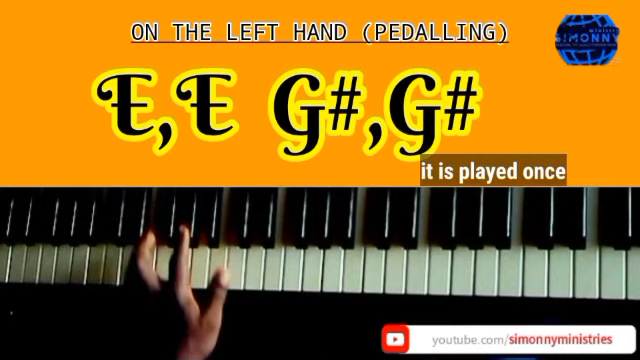 ON THE LEFT HAND (PEDALLING)
SIMONNY
E, E G#, G#
it is played once
youtube.com/simonnyministries